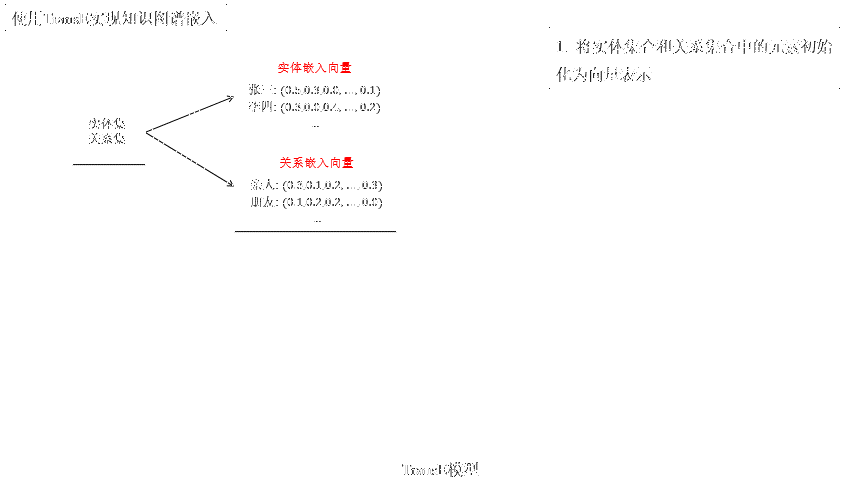 使用TransE实现知识图谱嵌入
1. 将实体集合和关系集合中的元素初始
化为向量表示
实体嵌入向量
张三: (0.5,0.3,0.0, ..., 0.1)
李四: (0.3,0.0,0.4, ..., 0.2)
...
实体集
关系集
关系嵌入向量
亲人: (0.3,0.1,0.2, ..., 0.3)
朋友: (0.1,0.2,0.2, ..., 0.0)
...
TransE模型